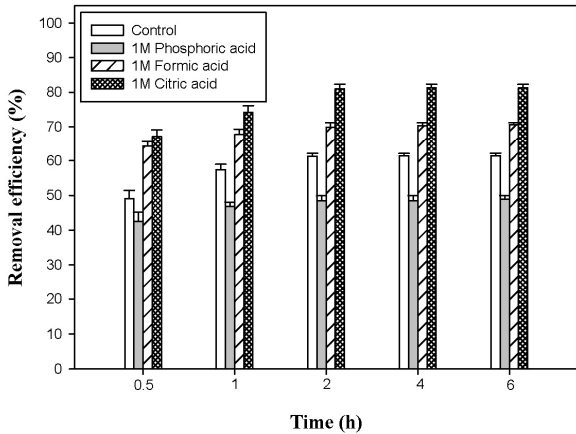 Control
1M Phosphoric acid
1M Formic acid
1M Citric acid
Removal efficiency (%)
100
90
80
70
60
50
40
30
20
10
0
0.5 1 2 4 6
Time (h)